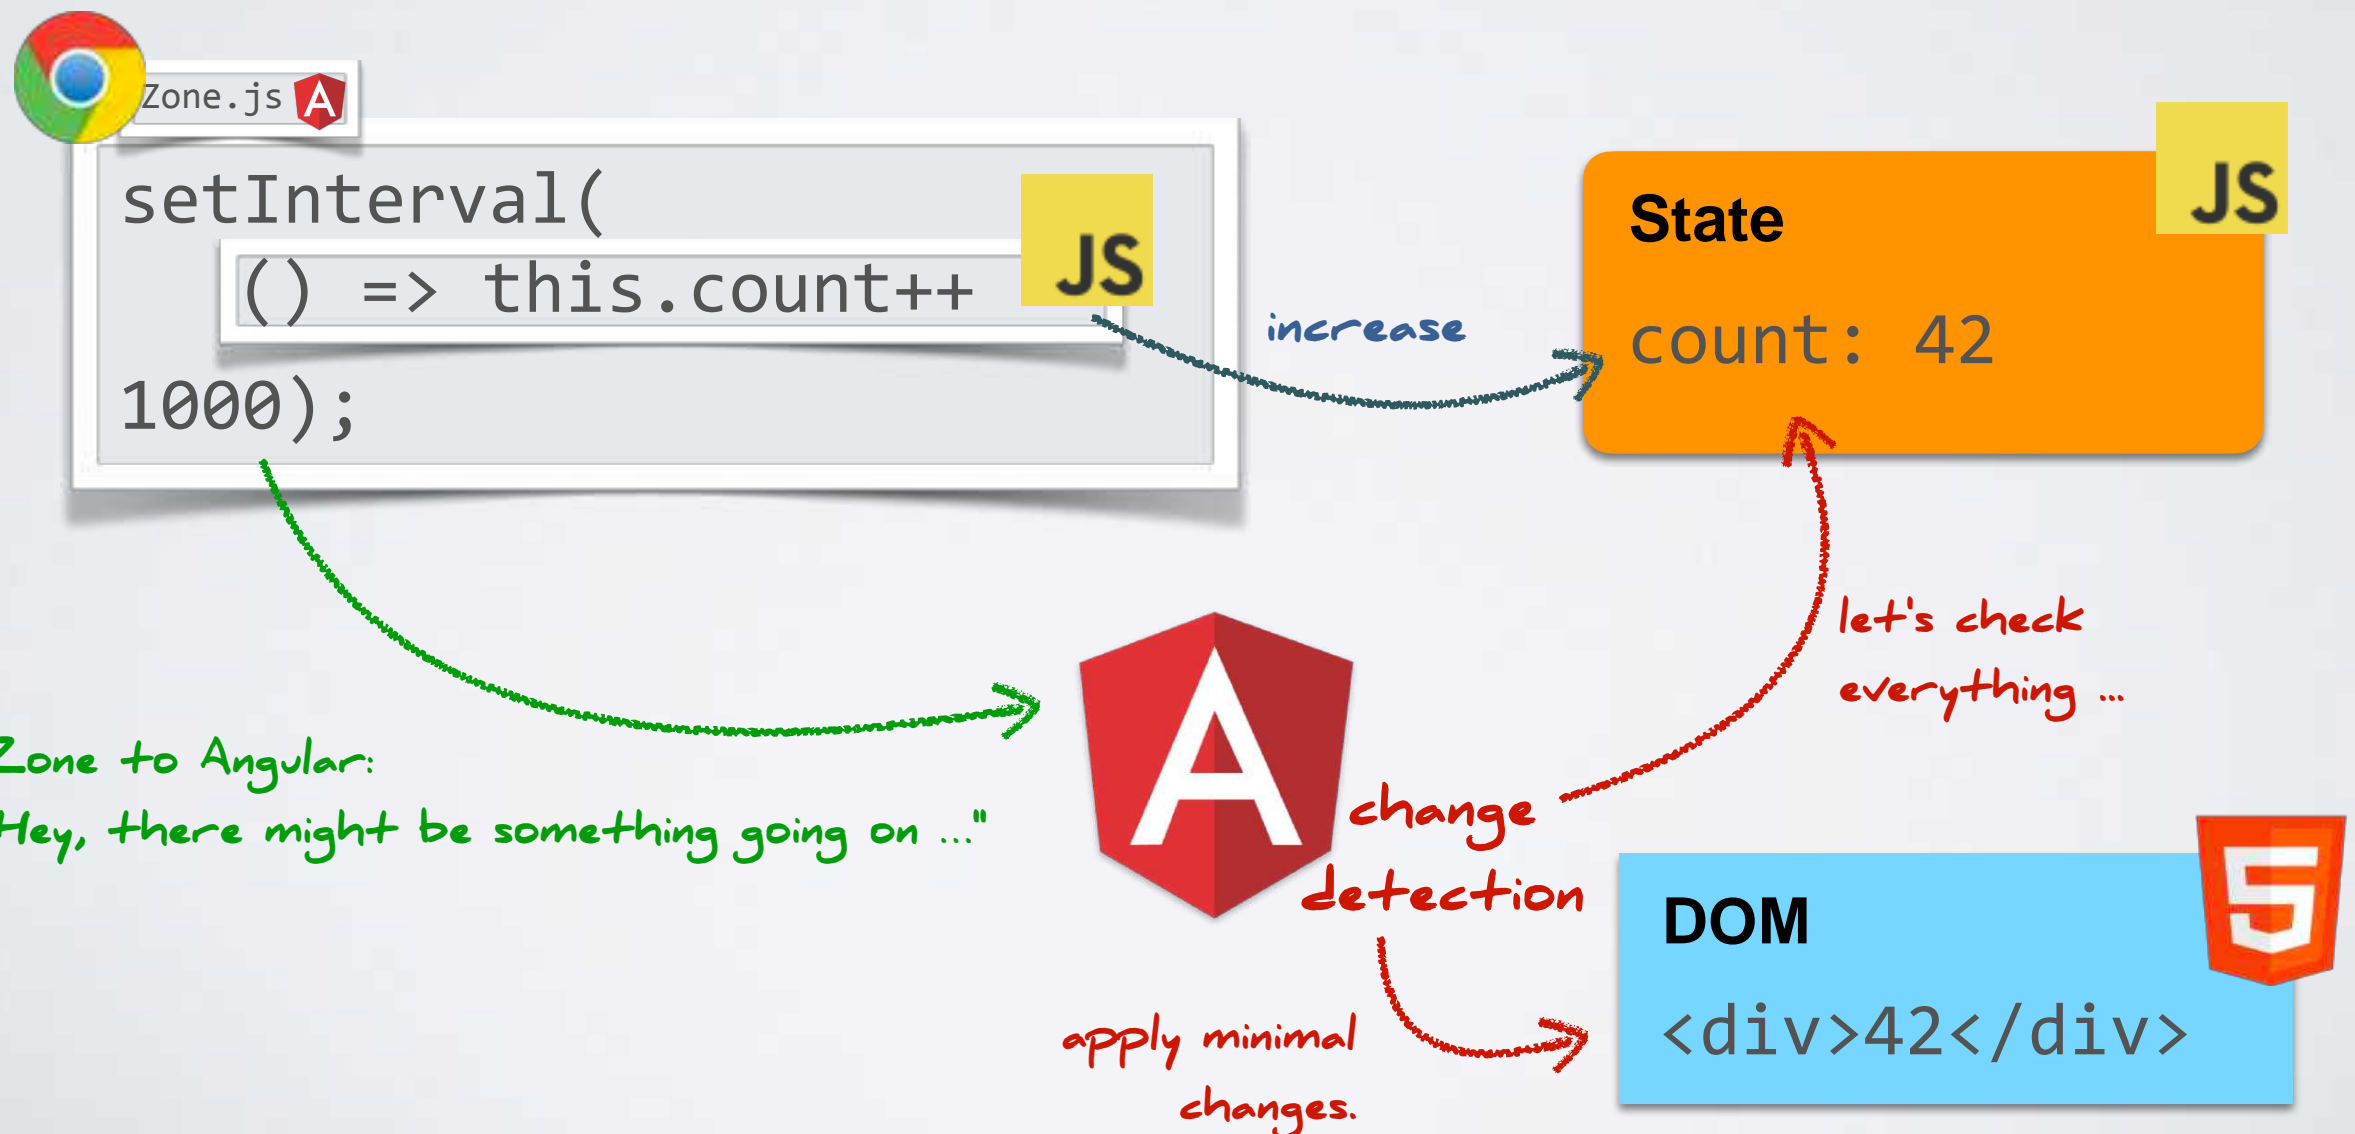 Zone.js
setInterval(
() => this.count++
1000);
JS
increase
State
count: 42
JS
Zone to Angular:
Hey, there might be something going on ..."
let's check
everything ...
change
detection
apply minimal
changes.
DOM
<div>42</div>